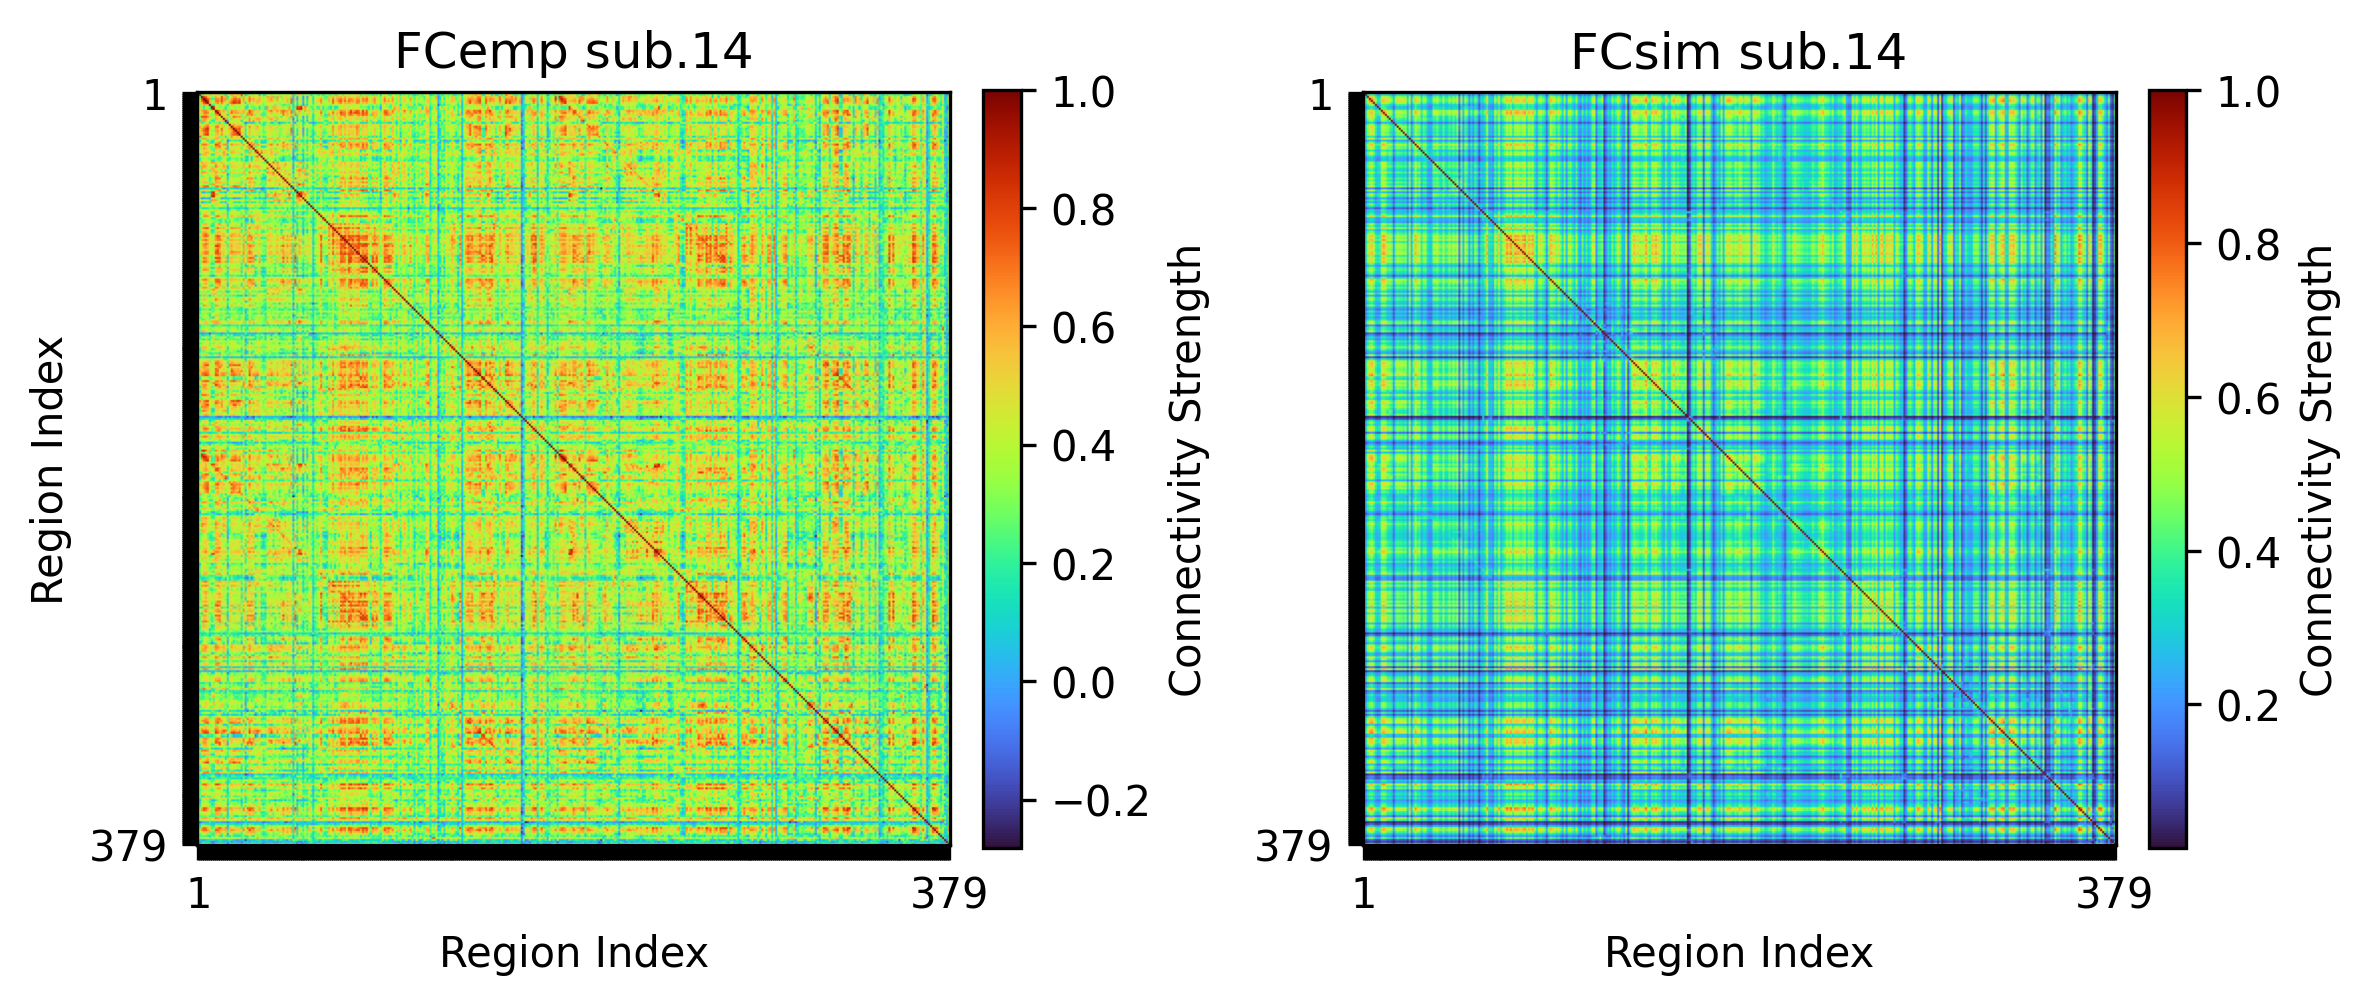 FCemp sub.14
1
379
1
379
Region Index
Region Index
1.0
0.8
0.6
0.4
0.2
0.0
−0.2
Connectivity Strength
FCsim sub.14
1
379
1
379
Region Index
1.0
0.8
0.6
0.4
0.2
Connectivity Strength